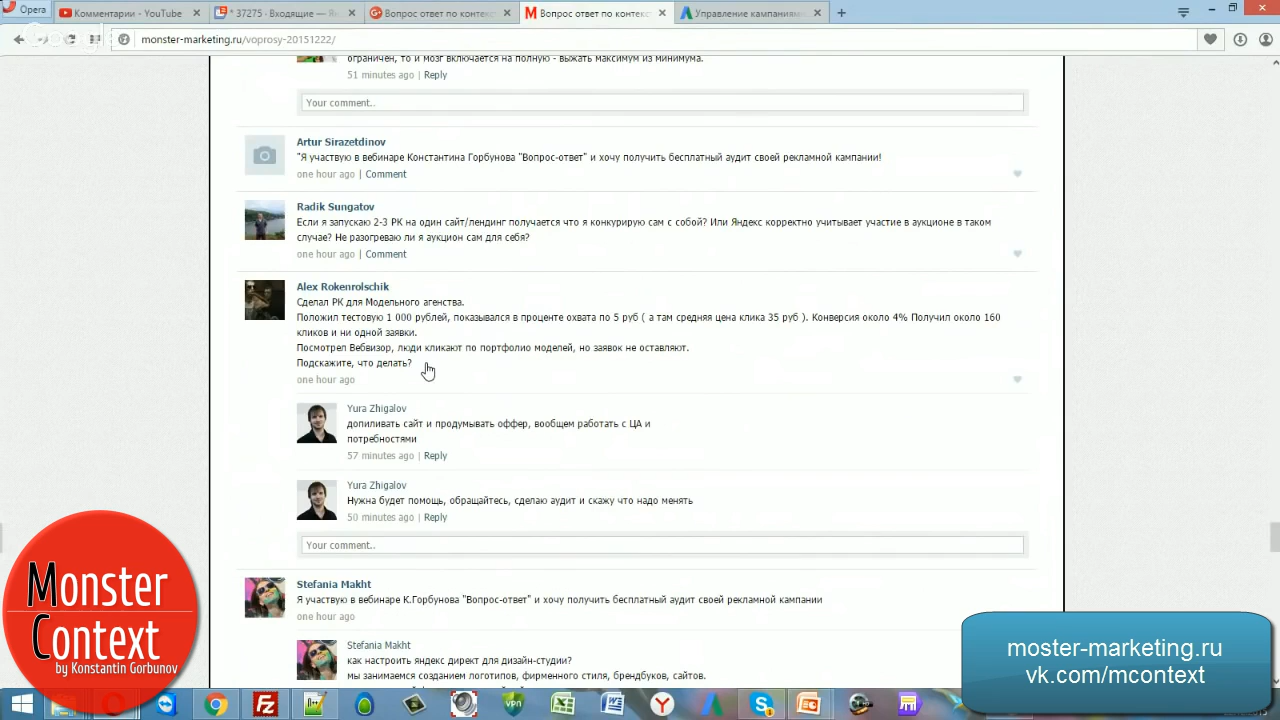 Opera
Комментарии - YouTube
* 37275 · Входящие — Ян
Вопрос ответ по контекст
Вопрос ответ по контекс
Управление кампаниями
monster-marketing.ru/voprosy-20151222/
ограничен, то и мозг включается на полную - выжать максимум из минимума.
51 minutes ago | Reply
Your comment..
Artur Sirazetdinov
"Я участвую в вебинаре Константина Горбунова "Вопрос-ответ" и хочу получить бесплатный аудит своей рекламной кампании!
one hour ago | Comment
Radik Sungatov
Если я запускаю 2-3 РК на один сайт/лендинг получается что я конкурирую сам с собой? Или Яндекс корректно учитывает участие в аукционе в таком
случае? Не разогреваю ли я аукцион сам для себя?
one hour ago | Comment
Alex Rokenrolschik
Сделал РК для Модельного агенства.
Положил тестовую 1 000 рублей, показывался в проценте охвата по 5 руб ( а там средняя цена клика 35 руб ). Конверсия около 4% Получил около 160
кликов и ни одной заявки.
Посмотрел Вебвизор, люди кликают по портфолио моделей, но заявок не оставляют.
Подскажите, что делать?
one hour ago
Yura Zhigalov
допиливать сайт и продумывать оффер, вообщем работать с ЦА и
потребностями
57 minutes ago | Reply
Yura Zhigalov
Нужна будет помощь, обращайтесь, сделаю аудит и скажу что надо менять
50 minutes ago | Reply
Your comment..
Stefania Makht
Я участвую в вебинаре К.Горбунова "Вопрос-ответ" и хочу получить бесплатный аудит своей рекламной кампании
one hour ago
Stefania Makht
как настроить яндекс директ для дизайн-студии?
мы занимаемся созданием логотипов, фирменного стиля, брендбуков, сайтов.
Monster
Context
by Konstantin Gorbunov
moster-marketing.ru
vk.com/mcontext